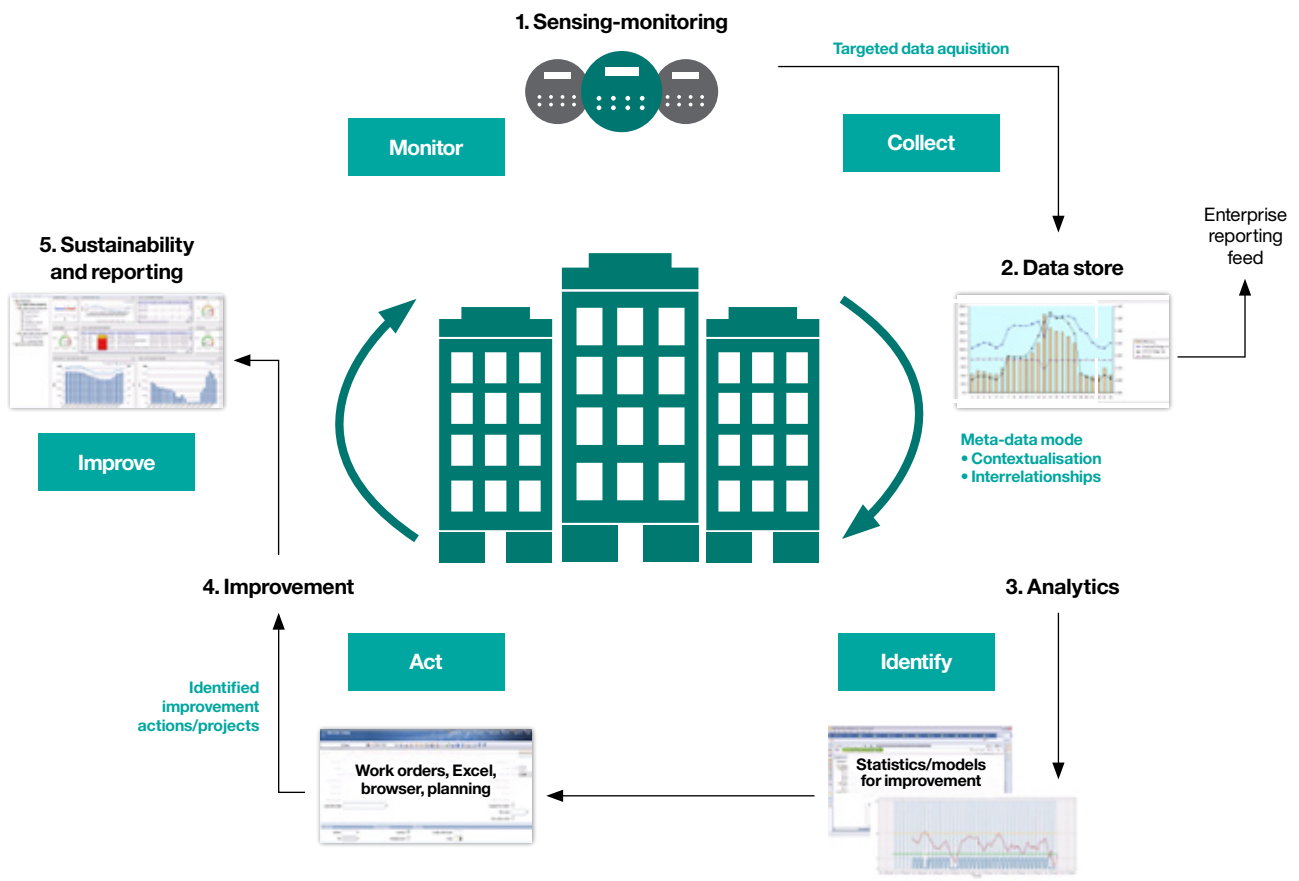 1. Sensing-monitoring
Targeted data aquisition
Monitor
Collect
Enterprise
reporting
feed
5. Sustainability
and reporting
2. Data store
Improve
Meta-data mode
• Contextualisation
• Interrelationships
4. Improvement
3. Analytics
Act
Identify
Identified
improvement
actions/projects
Work orders, Excel,
browser, planning
Statistics/models
for improvement